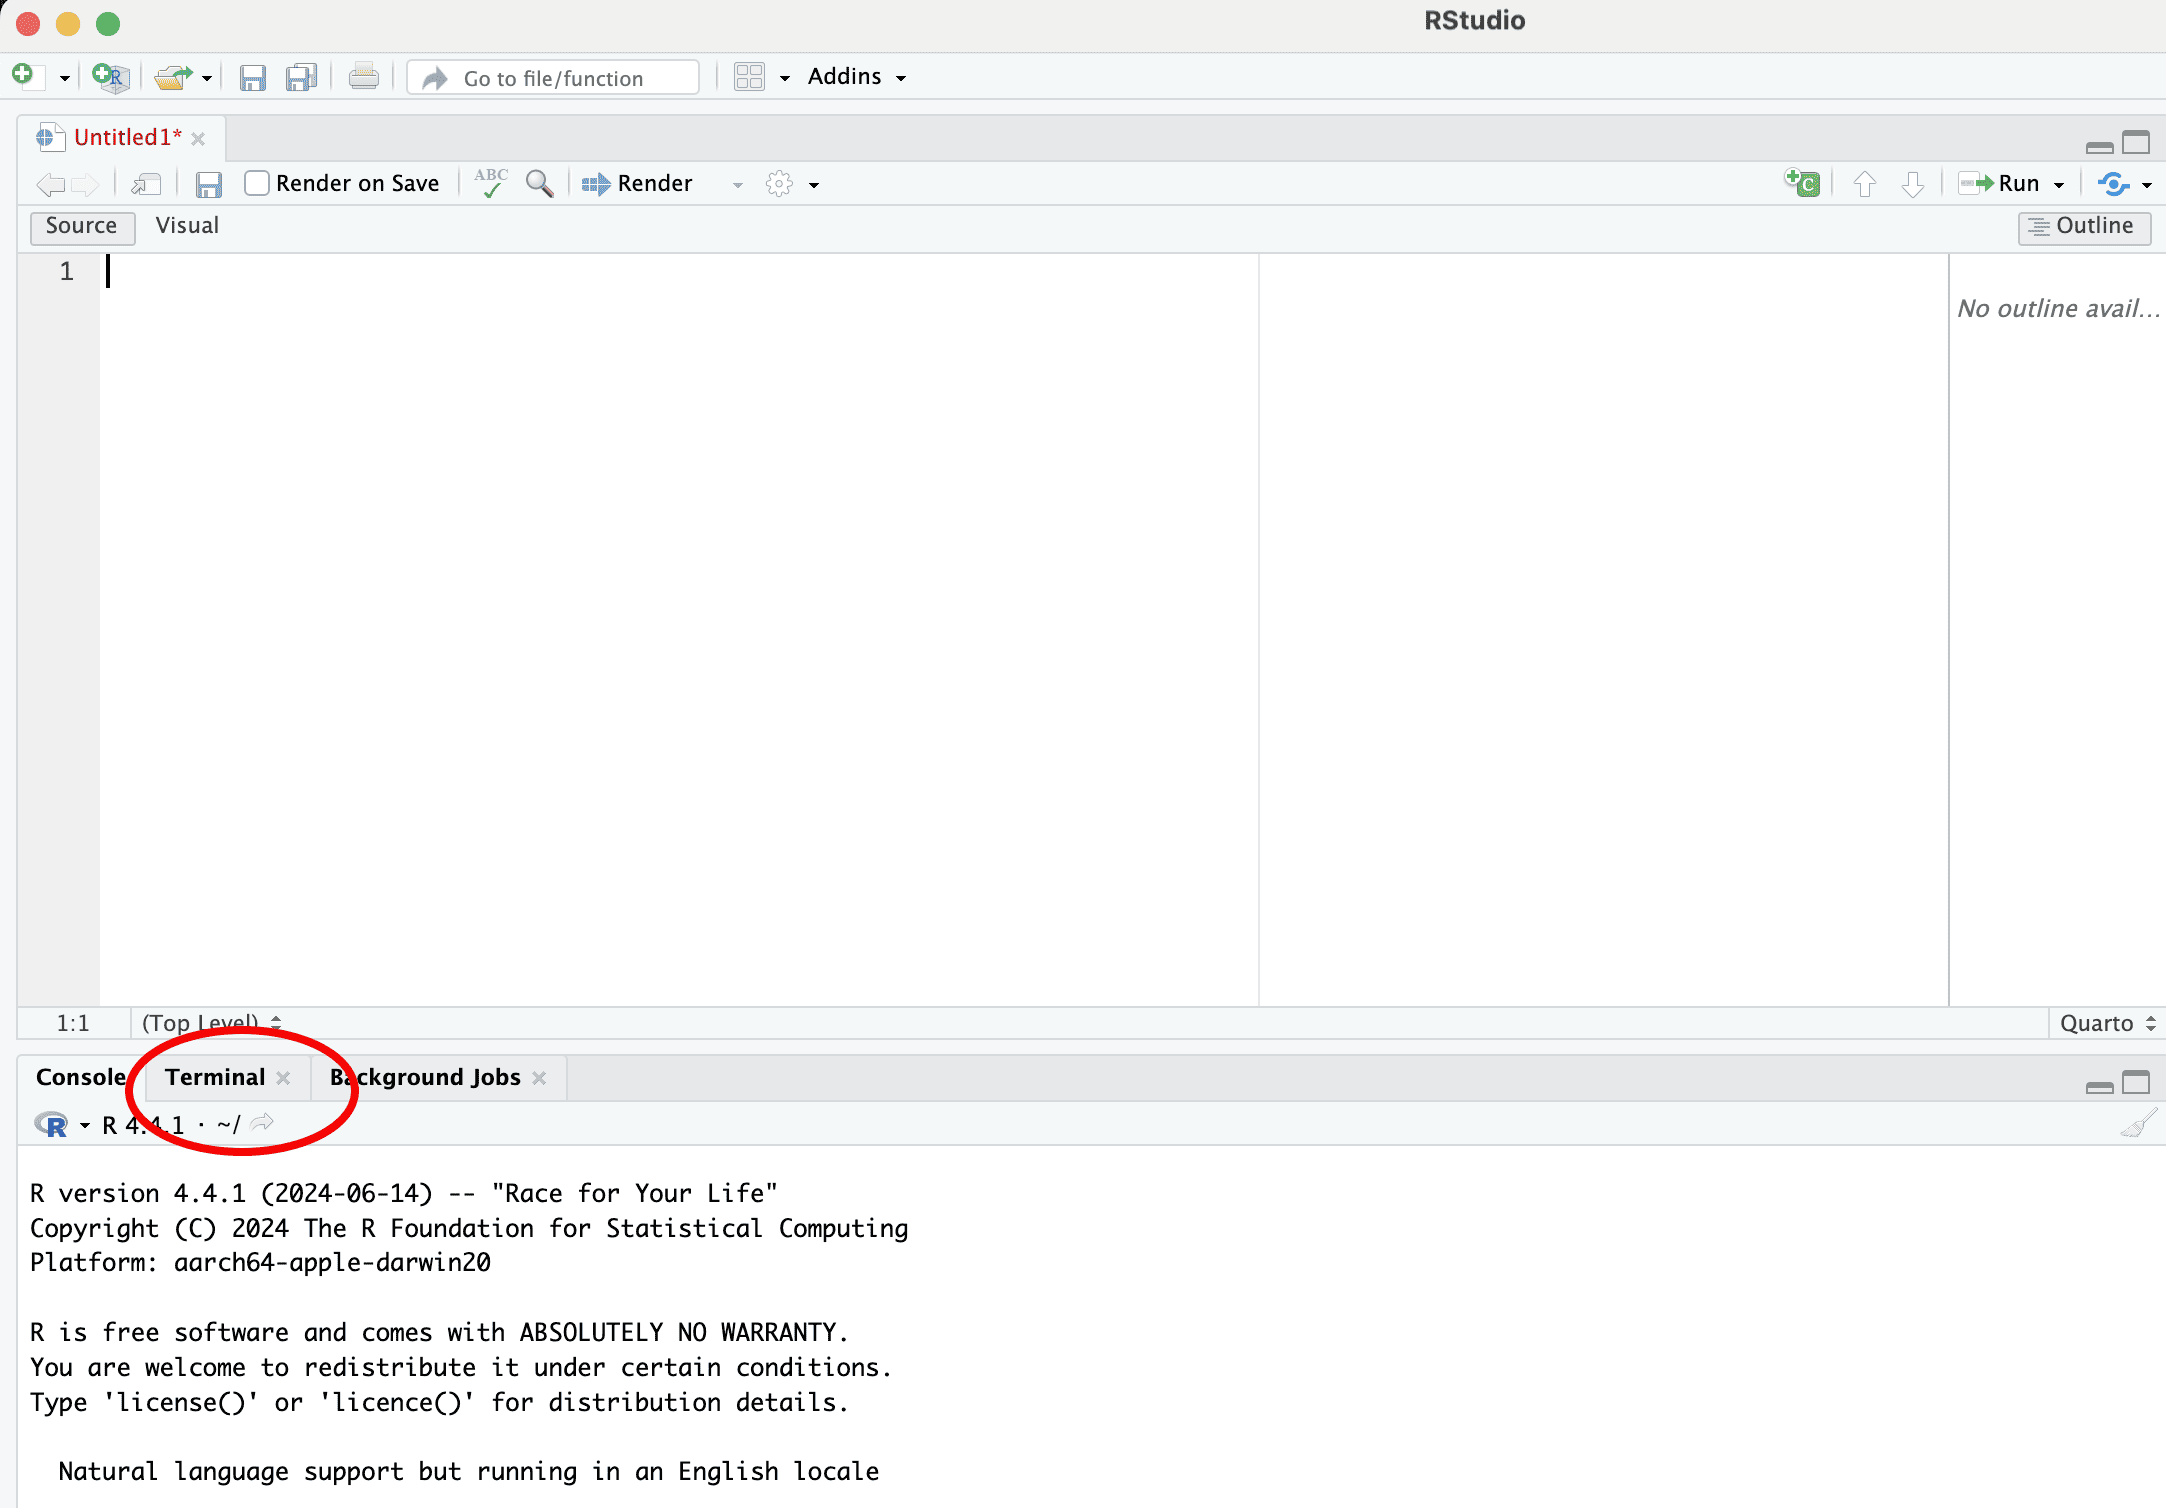 RStudio
Go to file/function Addins
Untitled1*
Render on Save ABC Render Run
Source Visual Outline
1
No outline avail...
1:1 (Top Level) Quarto
Console Terminal Background Jobs
R R 4.4.1 · ~/
R version 4.4.1 (2024-06-14) -- "Race for Your Life"
Copyright (C) 2024 The R Foundation for Statistical Computing
Platform: aarch64-apple-darwin20
R is free software and comes with ABSOLUTELY NO WARRANTY.
You are welcome to redistribute it under certain conditions.
Type 'license()' or 'licence()' for distribution details.
Natural language support but running in an English locale